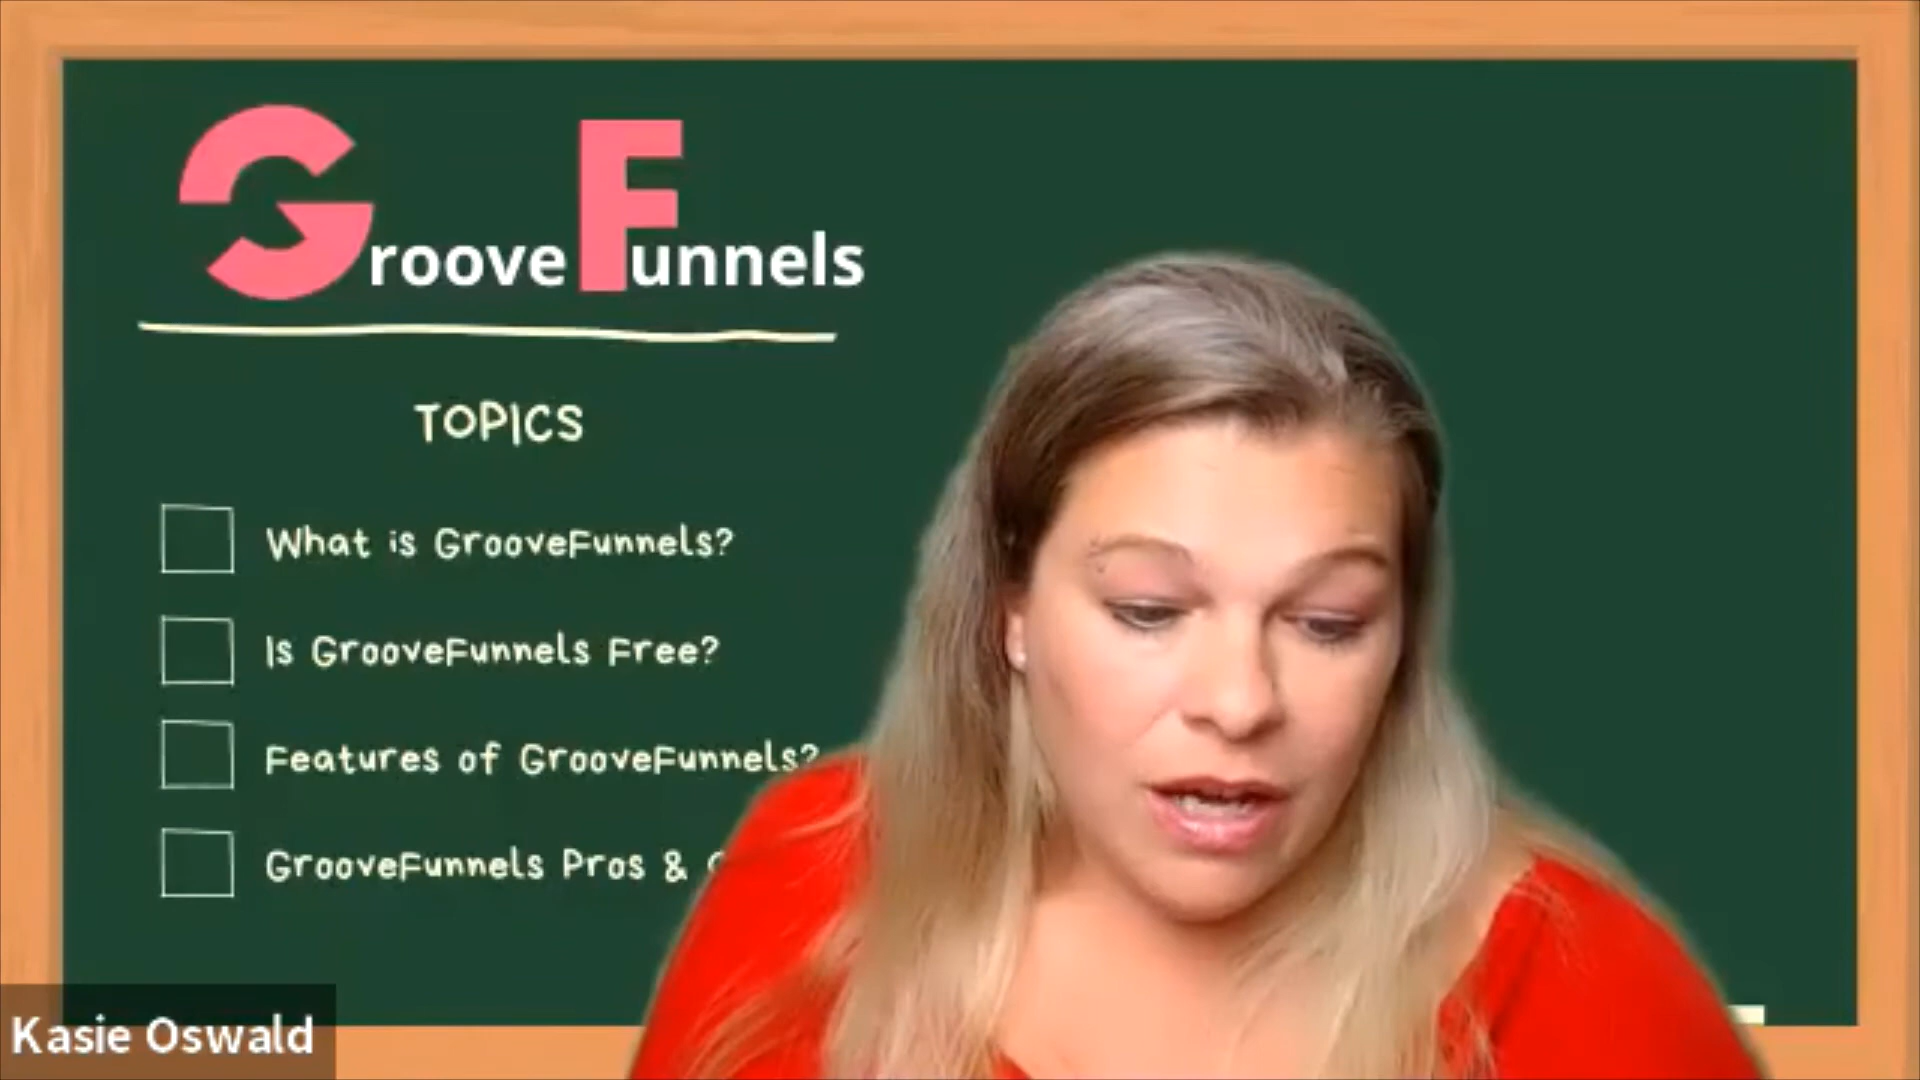 GrooveFunnels
TOPICS
What is GrooveFunnels?
Is GrooveFunnels Free?
Features of GrooveFunnels?
GrooveFunnels Pros &
Kasie Oswald